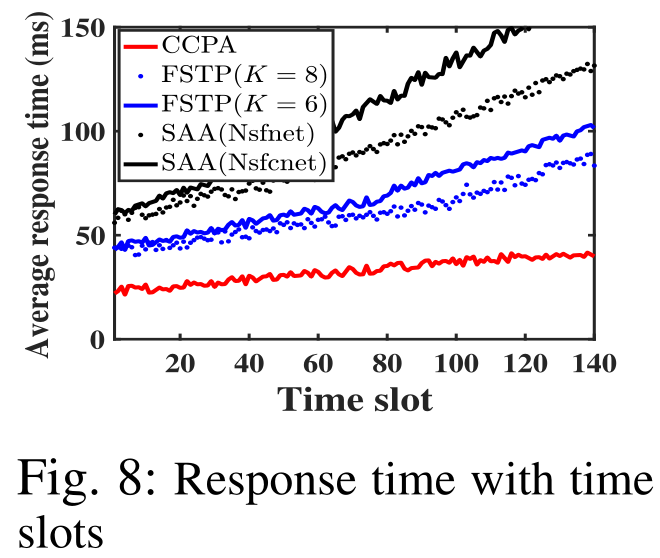 150
100
50
0
Average response time (ms)
CCPA
FSTP(K = 8)
FSTP(K = 6)
SAA(Nsfnet)
SAA(Nsfcnet)
20 40 60 80 100 120 140
Time slot
Fig. 8: Response time with time
slots